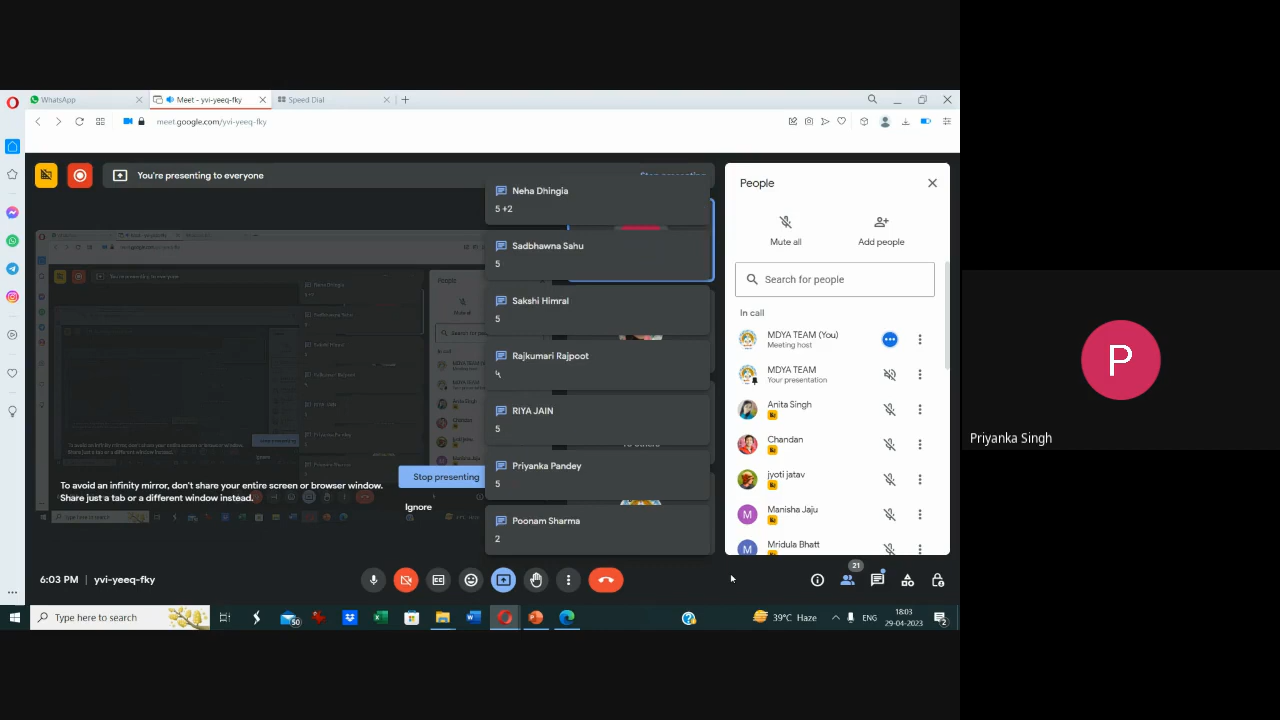 WhatsApp
Meet - yvi-yeeq-fky
Speed Dial
meet.google.com/yvi-yeeq-fky
You're presenting to everyone
Stop presenting
Neha Dhingia
5 +2
Sadbhawna Sahu
5
Sakshi Himral
5
Rajkumari Rajpoot
५
RIYA JAIN
5
Priyanka Pandey
5
Poonam Sharma
2
To avoid an infinity mirror, don't share your entire screen or browser window.
Share just a tab or a different window instead.
Stop presenting
Ignore
People
Mute all
Add people
Search for people
In call
MDYA TEAM (You)
Meeting host
MDYA TEAM
Your presentation
Anita Singh
Chandan
jyoti jatav
M
Manisha Jaju
M
Mridula Bhatt
P
Priyanka Singh
6:03 PM
yvi-yeeq-fky
21
Type here to search
50
39°C Haze
ENG
18:03
29-04-2023
2